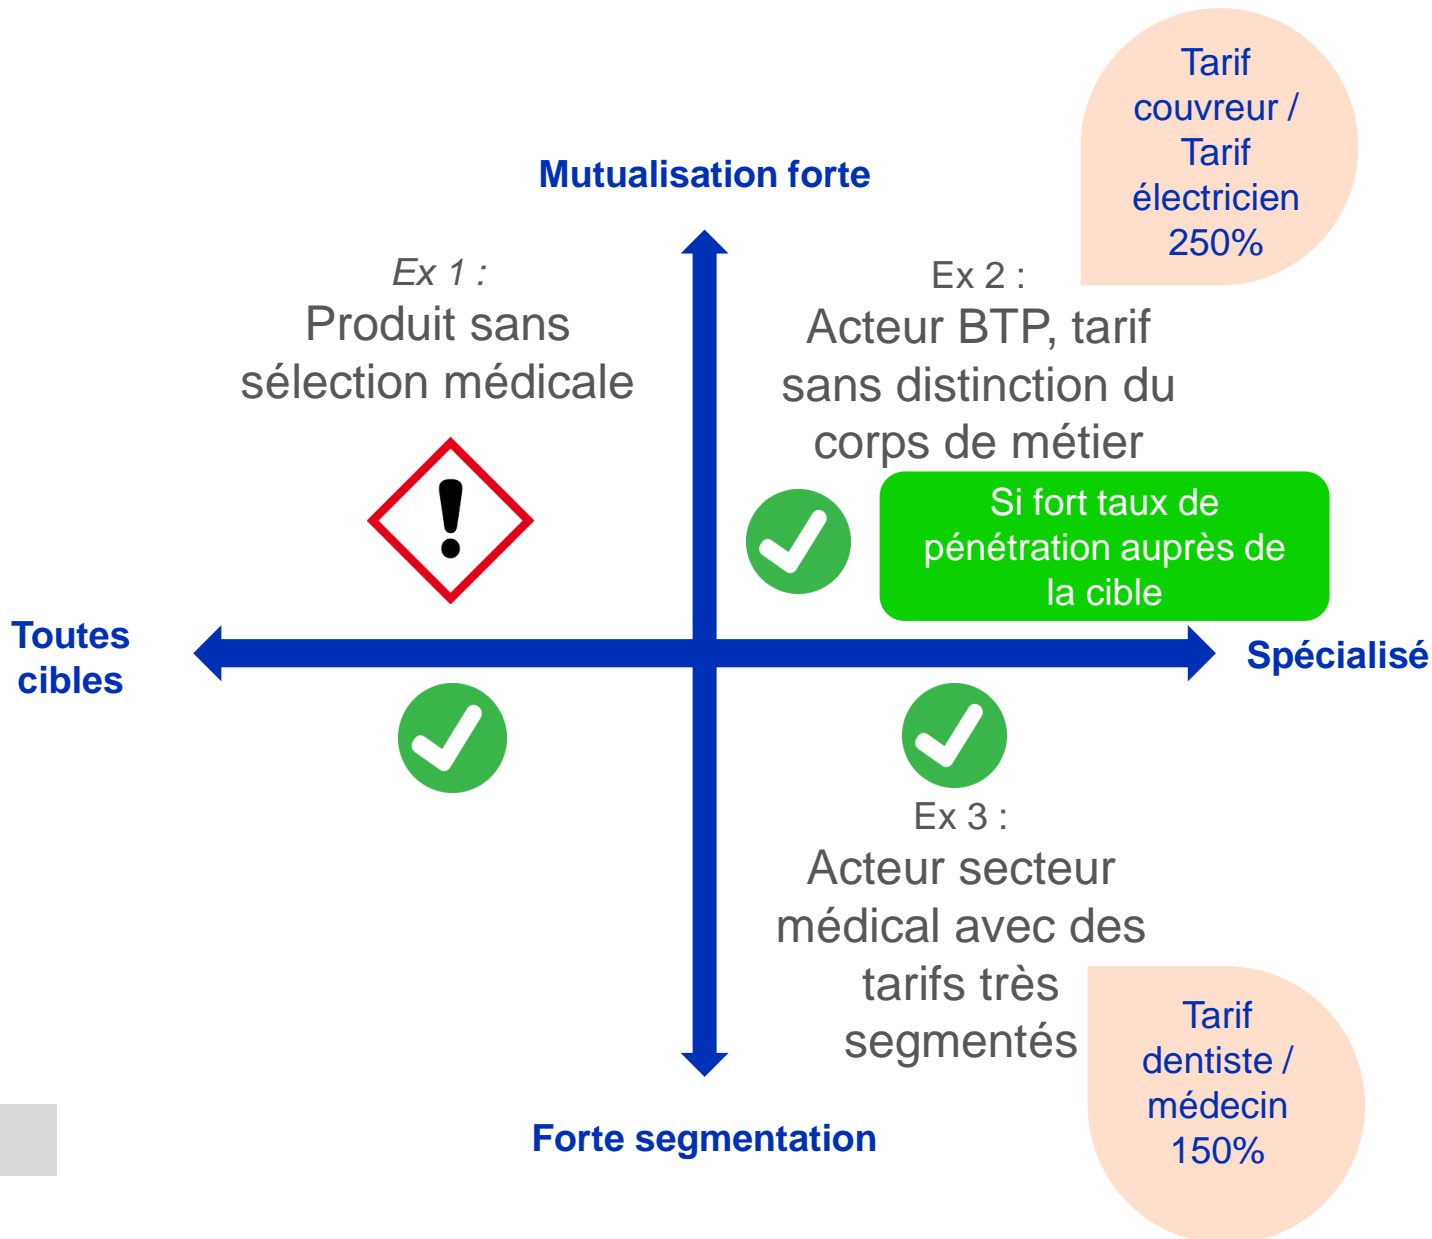 Tarif
couvreur /
Tarif
électricien
250%
Mutualisation forte
Ex 1 :
Produit sans
sélection médicale
Ex 2 :
Acteur BTP, tarif
sans distinction du
corps de métier
Si fort taux de
pénétration auprès de
la cible
Toutes
cibles
Spécialisé
Ex 3 :
Acteur secteur
médical avec des
tarifs très
segmentés
Tarif
dentiste /
médecin
150%
Forte segmentation